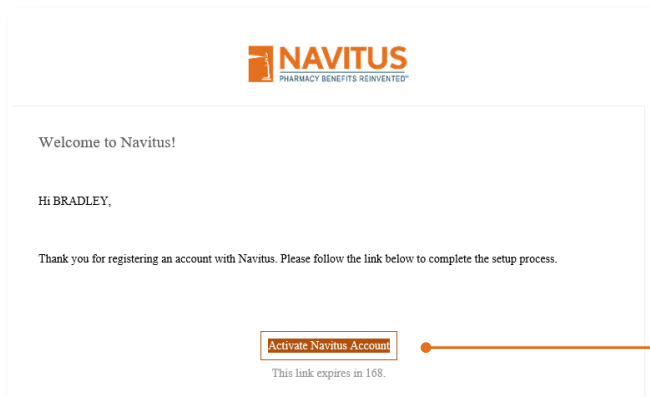 NAVITUS
PHARMACY BENEFITS REINVENTED™
Welcome to Navitus!
Hi BRADLEY,
Thank you for registering an account with Navitus. Please follow the link below to complete the setup process.
Activate Navitus Account
This link expires in 168.